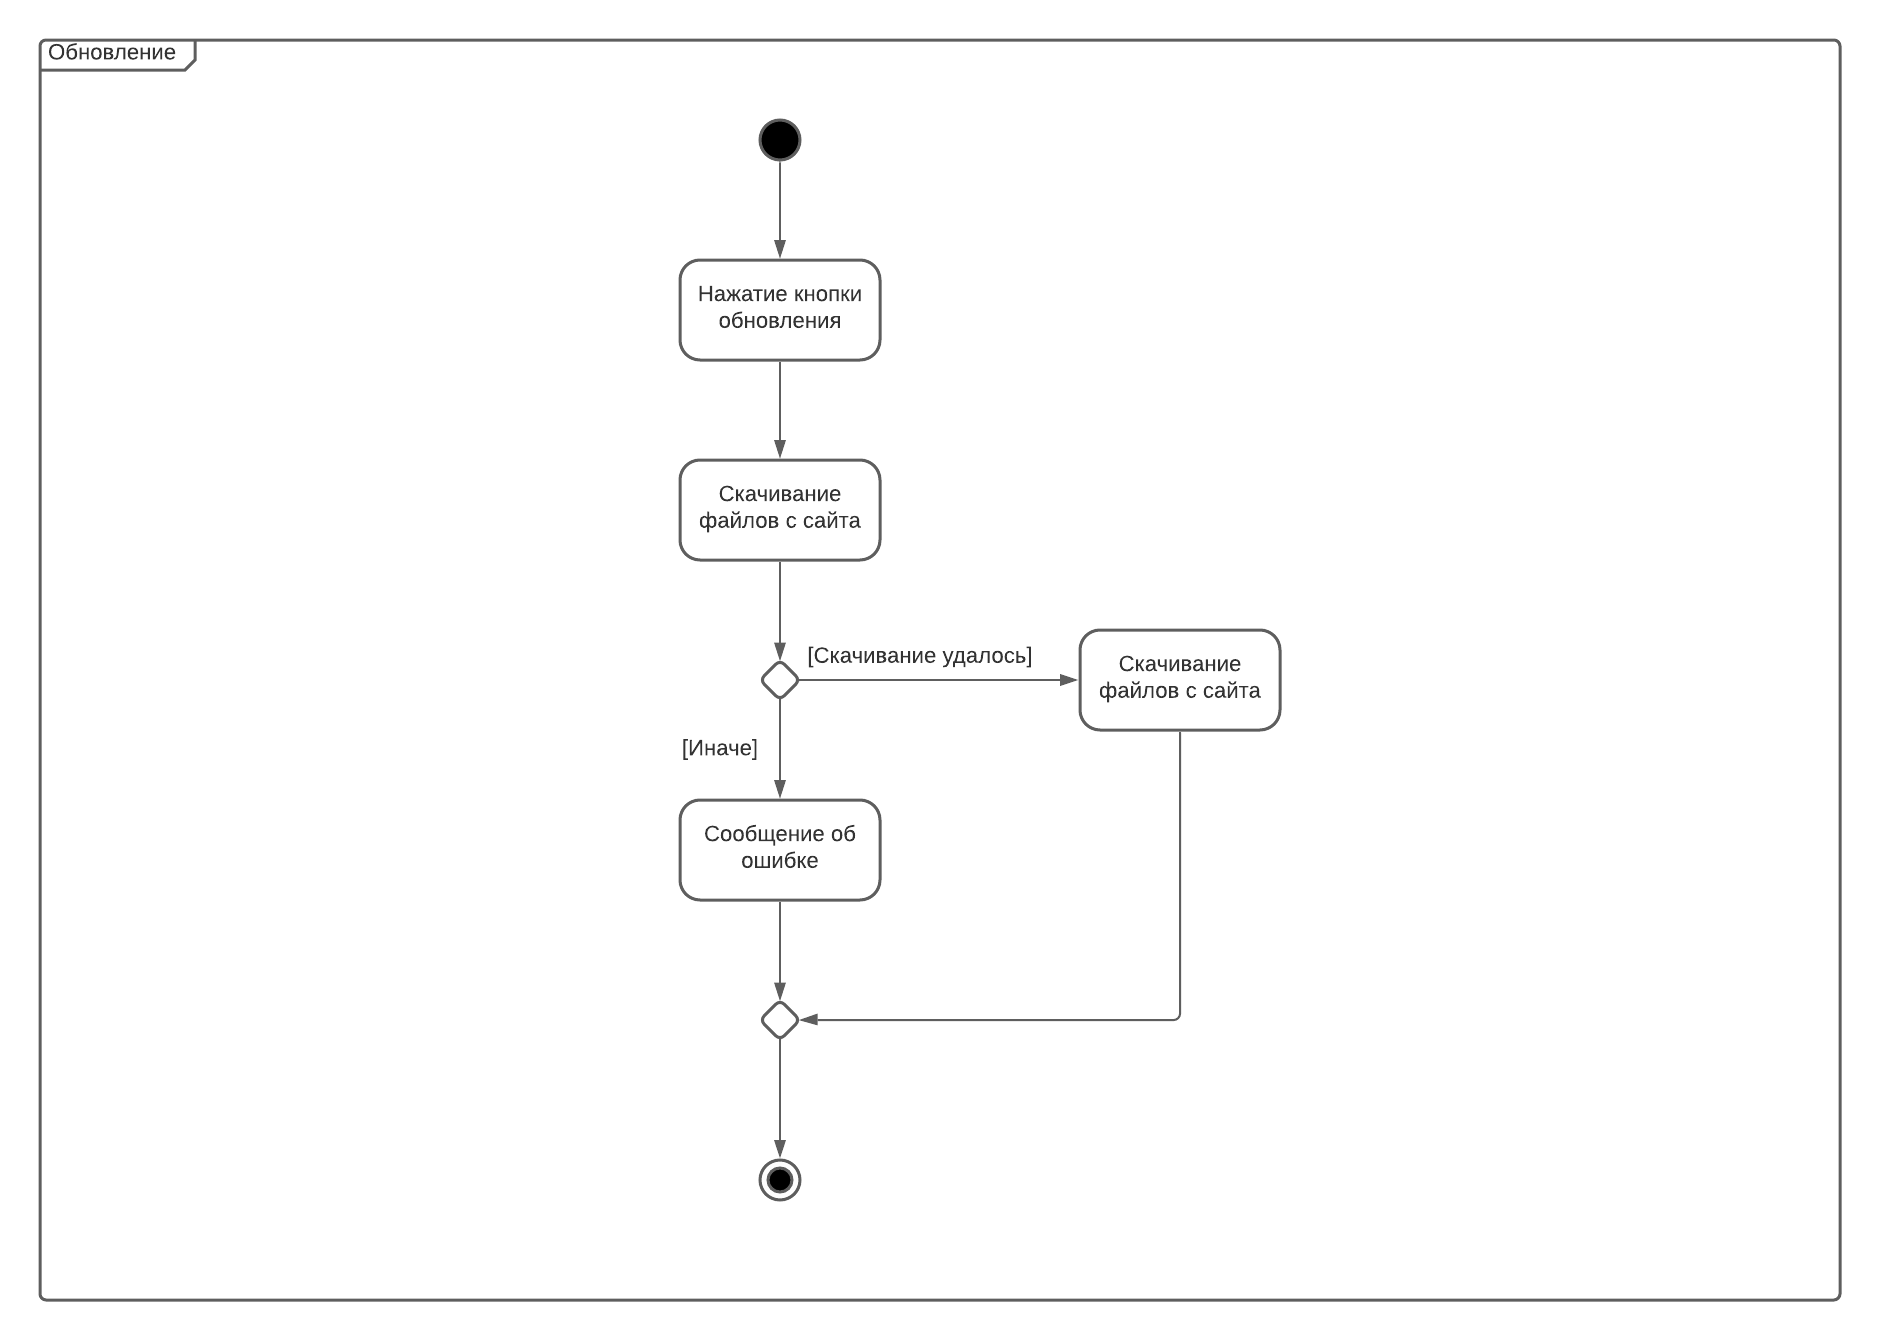 Обновление
Нажатие кнопки
обновления
Скачивание
файлов с сайта
[Скачивание удалось]
Скачивание
файлов с сайта
[Иначе]
Сообщение об
ошибке